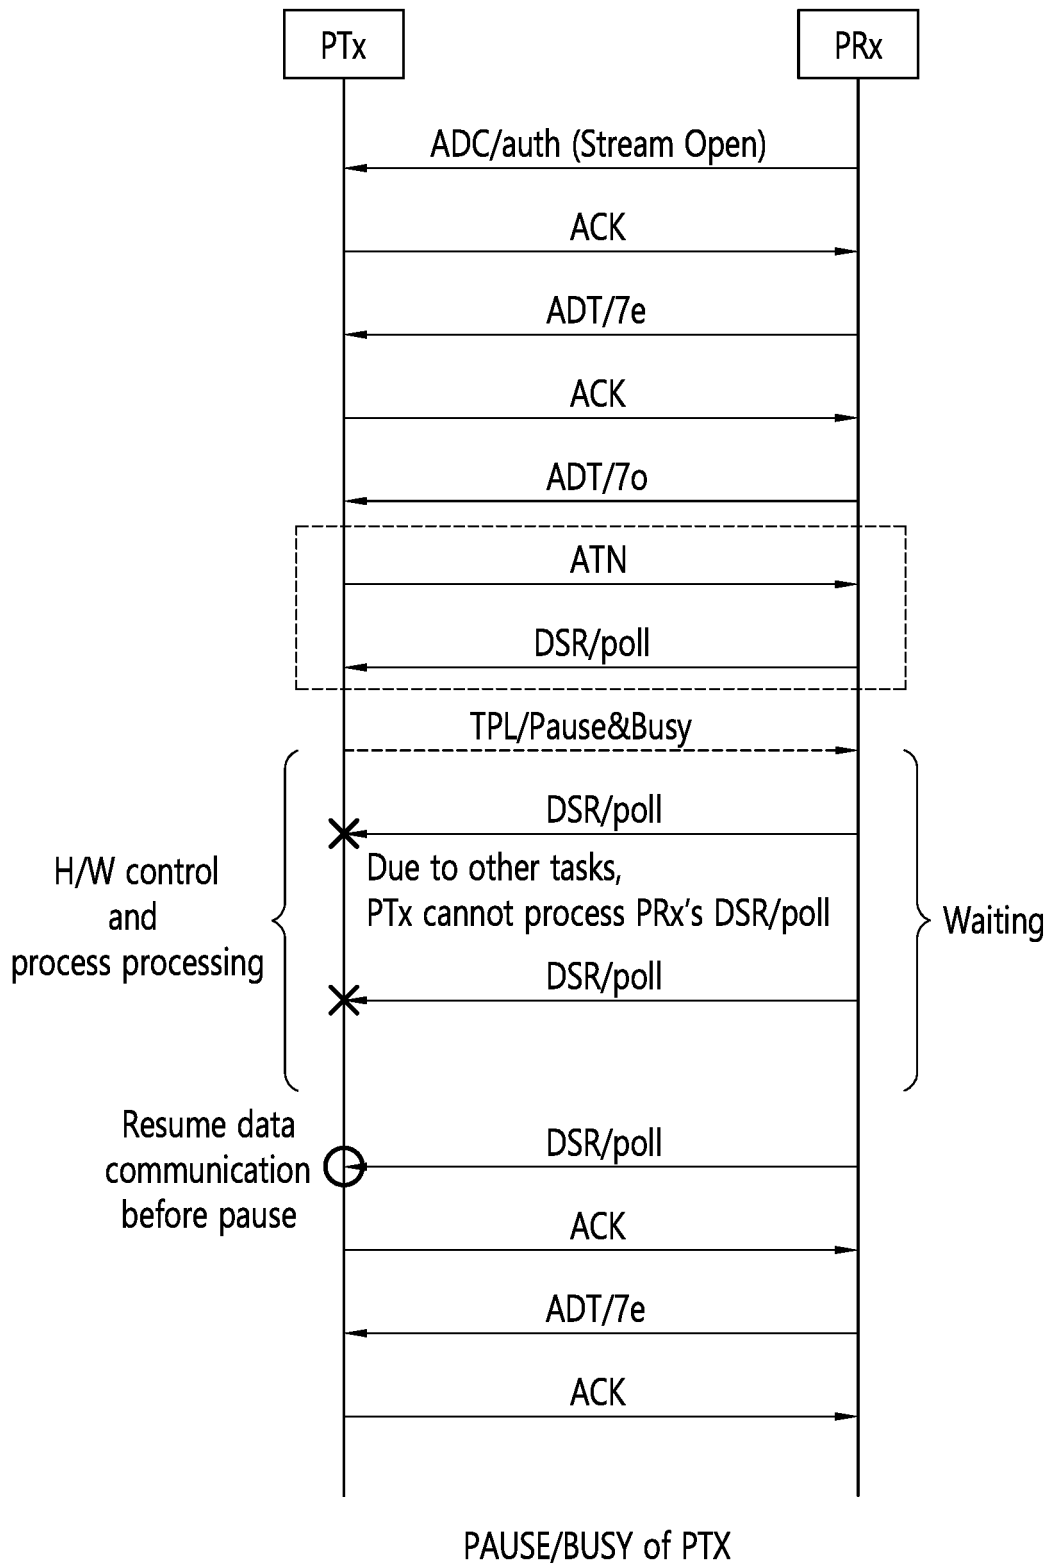 PTx
PRx
ADC/auth (Stream Open)
ACK
ADT/7e
ACK
ADT/7o
ATN
DSR/poll
TPL/Pause&Busy
DSR/poll
Due to other tasks,
PTx cannot process PRx's DSR/poll
H/W control
and
process processing
Waiting
DSR/poll
Resume data
communication
before pause
DSR/poll
ACK
ADT/7e
ACK
PAUSE/BUSY of PTX